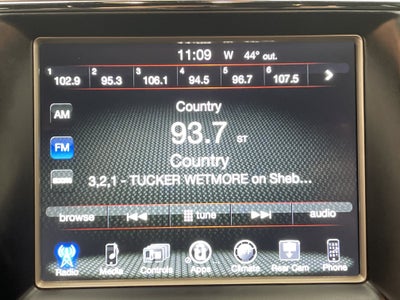 11:09 W 44° out.
1 102.9 2 95.3 3 106.1 4 94.5 5 96.7 6 107.5
Country
AM
93.7 ST
FM
Country
3,2,1 - TUCKER WETMORE on Sheb...
browse tune audio
Radio Media Controls Apps Climate Rear Cam Phone